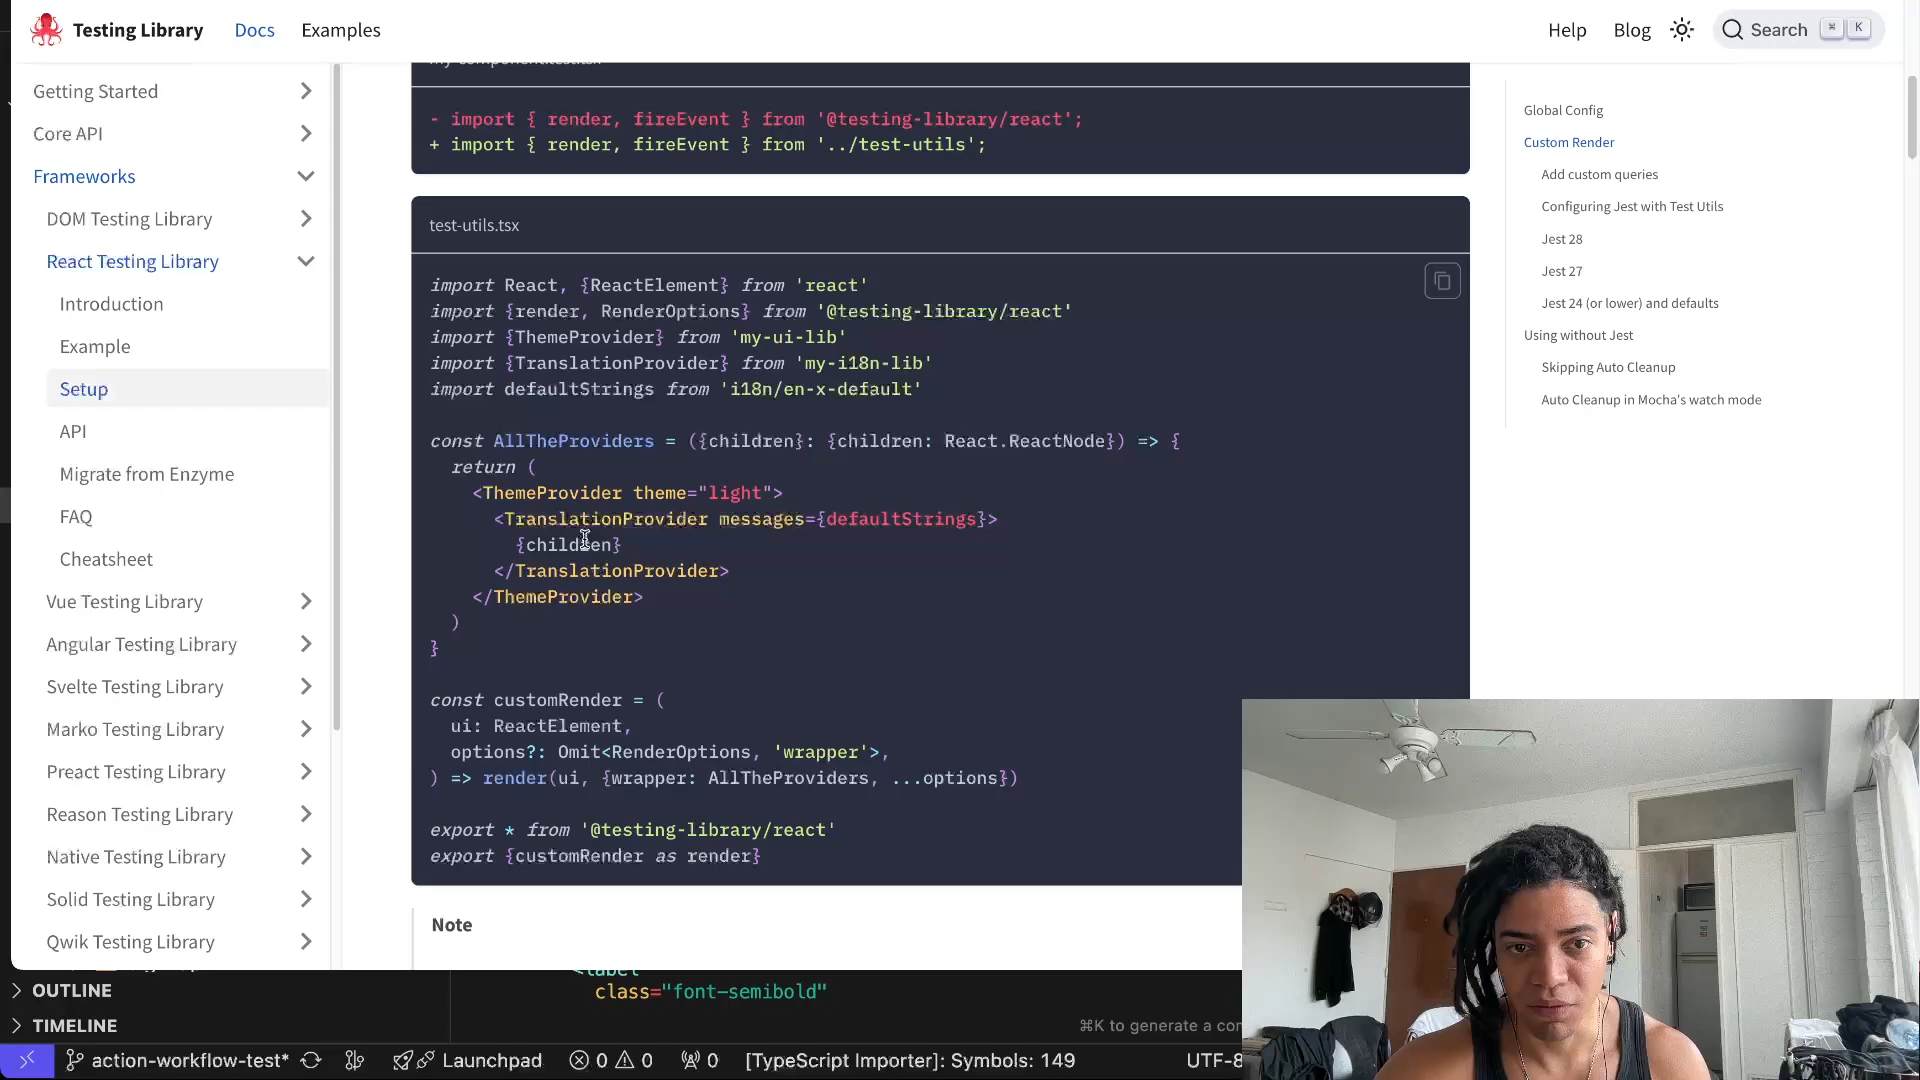 Testing Library
Docs
Examples
Help
Blog
Search
⌘ K
Getting Started
Core API
Frameworks
DOM Testing Library
React Testing Library
Introduction
Example
Setup
API
Migrate from Enzyme
FAQ
Cheatsheet
Vue Testing Library
Angular Testing Library
Svelte Testing Library
Marko Testing Library
Preact Testing Library
Reason Testing Library
Native Testing Library
Solid Testing Library
Qwik Testing Library
- import { render, fireEvent } from '@testing-library/react';
+ import { render, fireEvent } from '../test-utils';
test-utils.tsx
import React, {ReactElement} from 'react'
import {render, RenderOptions} from '@testing-library/react'
import {ThemeProvider} from 'my-ui-lib'
import {TranslationProvider} from 'my-i18n-lib'
import defaultStrings from 'i18n/en-x-default'
const AllTheProviders = ({children}: {children: React.ReactNode}) => {
return (
<ThemeProvider theme="light">
<TranslationProvider messages={defaultStrings}>
{children}
</TranslationProvider>
</ThemeProvider>
)
}
const customRender = (
ui: ReactElement,
options?: Omit<RenderOptions, 'wrapper'>,
) => render(ui, {wrapper: AllTheProviders, ...options})
export * from '@testing-library/react'
export {customRender as render}
Note
Global Config
Custom Render
Add custom queries
Configuring Jest with Test Utils
Jest 28
Jest 27
Jest 24 (or lower) and defaults
Using without Jest
Skipping Auto Cleanup
Auto Cleanup in Mocha's watch mode
<label
class="font-semibold"
OUTLINE
TIMELINE
⌘K to generate a
action-workflow-test*
Launchpad
0
0
0
[TypeScript Importer]: Symbols: 149
UTF-8